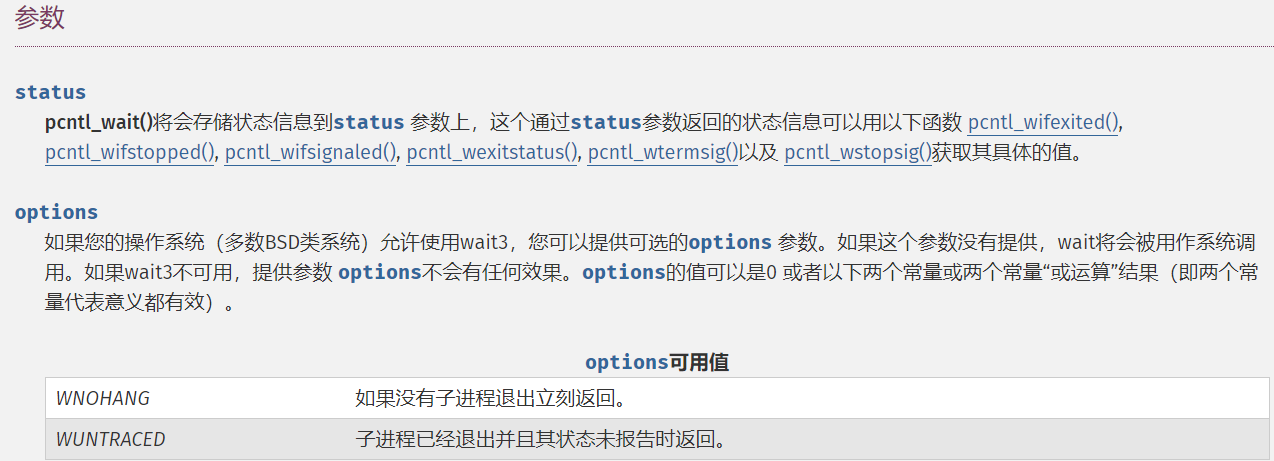 参数
status
pcntl_wait()将会存储状态信息到status 参数上，这个通过status参数返回的状态信息可以用以下函数 pcntl_wifexited(),
pcntl_wifstopped(), pcntl_wifsignaled(), pcntl_wexitstatus(), pcntl_wtermsig()以及 pcntl_wstopsig()获取其具体的值。
options
如果您的操作系统（多数BSD类系统）允许使用wait3，您可以提供可选的options 参数。如果这个参数没有提供，wait将会被用作系统调
用。如果wait3不可用，提供参数 options不会有任何效果。options的值可以是0 或者以下两个常量或两个常量“或运算”结果（即两个常
量代表意义都有效）。
options可用值
WNOHANG 如果没有子进程退出立刻返回。
WUNTRACED 子进程已经退出并且其状态未报告时返回。